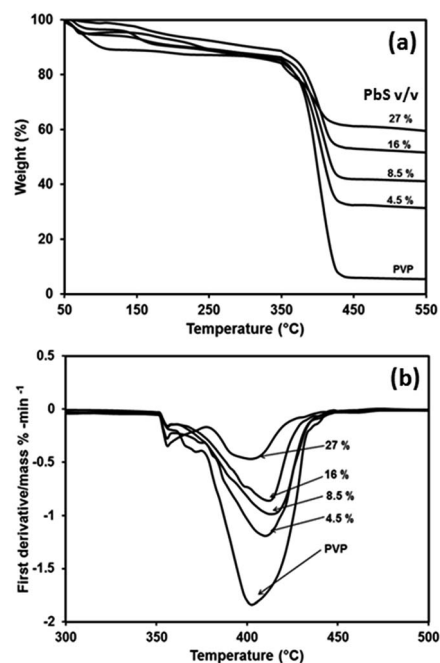 (a)
100
80
60
40
20
0
Weight (%)
PbS v/v
27 %
16 %
8.5 %
4.5 %
PVP
50 150 250 350 450 550
Temperature (°C)
(b)
0.5
0
-0.5
-1
-1.5
-2
First derivative/mass % -min -1
27 %
16 %
8.5 %
4.5 %
PVP
300 350 400 450 500
Temperature (°C)